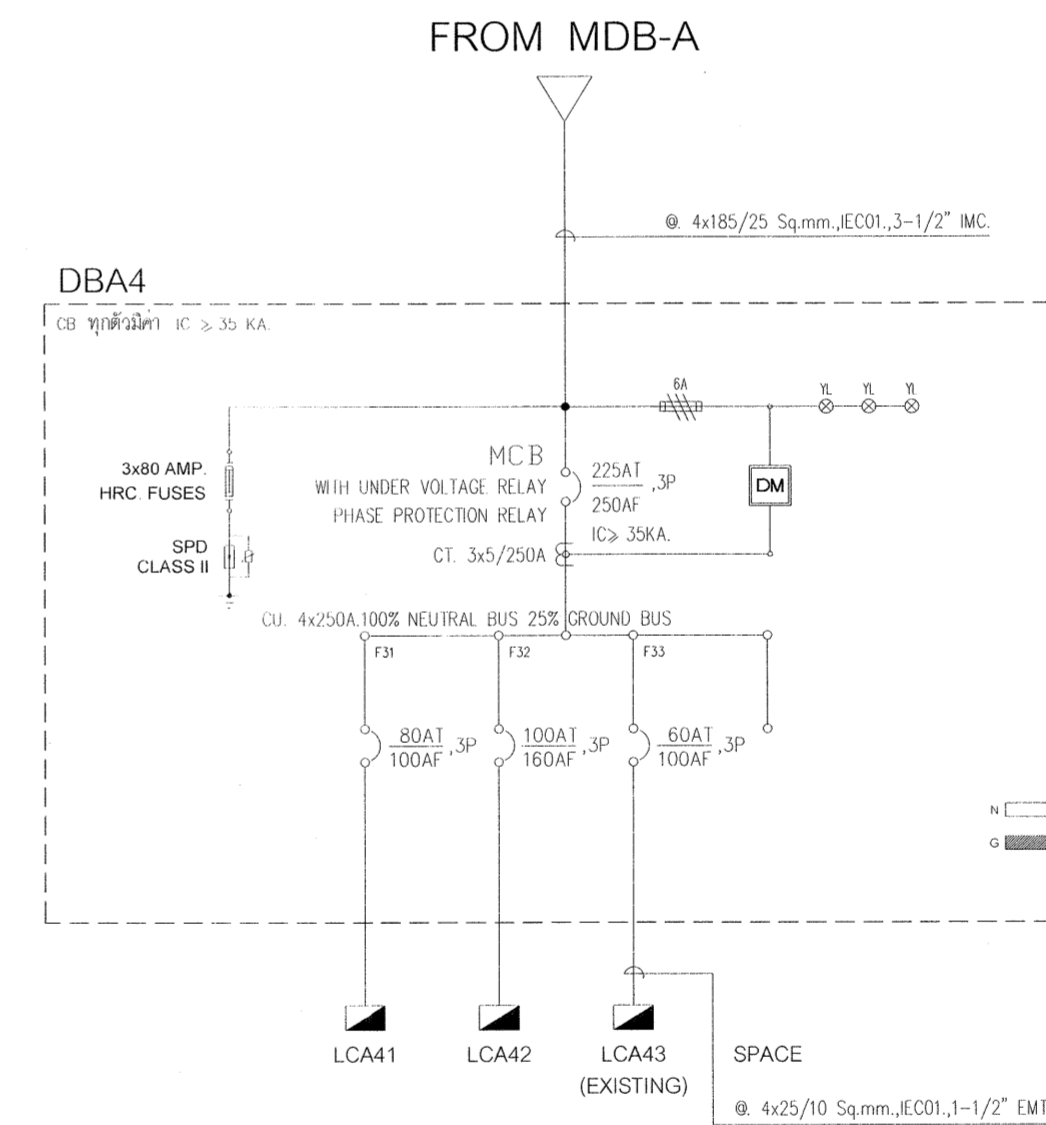 FROM MDB-A
@. 4x185/25 Sq.mm.,IEC01.,3-1/2" IMC.
DBA4
CB ทุกตัวมีค่า IC ⩾ 35 KA.
6A
YL YL YL
3x80 AMP.
HRC. FUSES
MCB
WITH UNDER VOLTAGE RELAY
PHASE PROTECTION RELAY
225AT
250AF
,3P
IC⩾ 35KA.
DM
SPD
CLASS II
CT. 3x5/250A
CU. 4x250A.100% NEUTRAL BUS 25% GROUND BUS
F31 F32 F33
80AT
100AF
,3P
100AT
160AF
,3P
60AT
100AF
,3P
N
G
LCA41
LCA42
LCA43
(EXISTING)
SPACE
@. 4x25/10 Sq.mm.,IEC01.,1-1/2" EMT